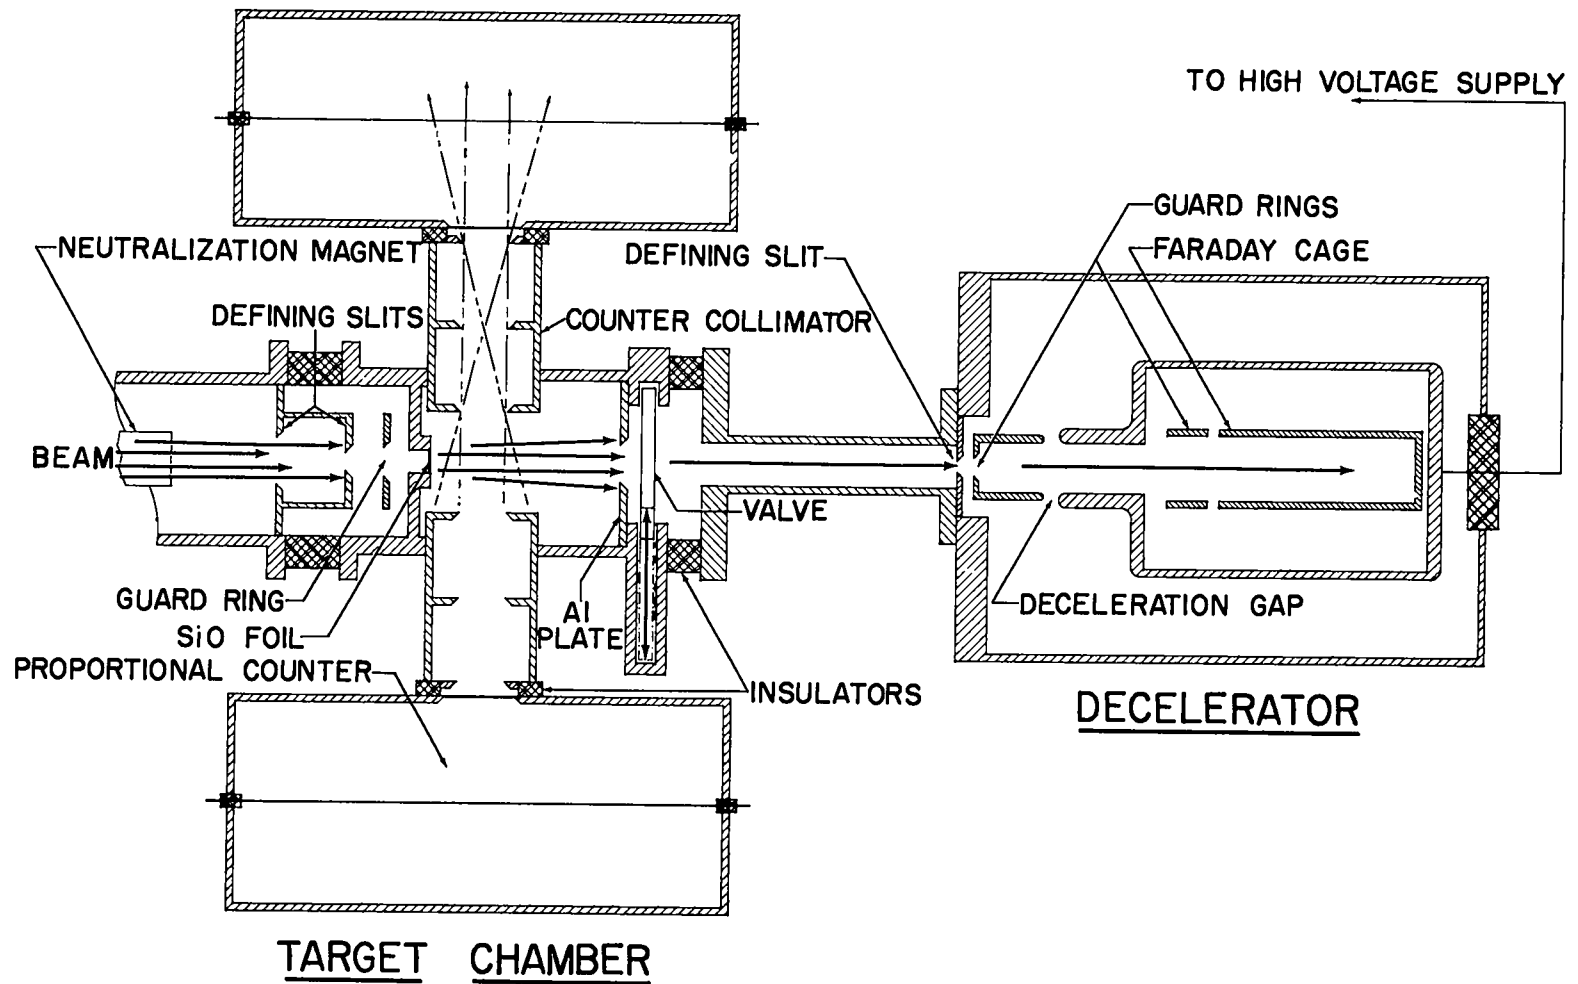 TO HIGH VOLTAGE SUPPLY
GUARD RINGS
NEUTRALIZATION MAGNET
DEFINING SLIT
FARADAY CAGE
DEFINING SLITS
COUNTER COLLIMATOR
BEAM
VALVE
GUARD RING
Al
PLATE
DECELERATION GAP
SiO FOIL
PROPORTIONAL COUNTER
INSULATORS
DECELERATOR
TARGET CHAMBER